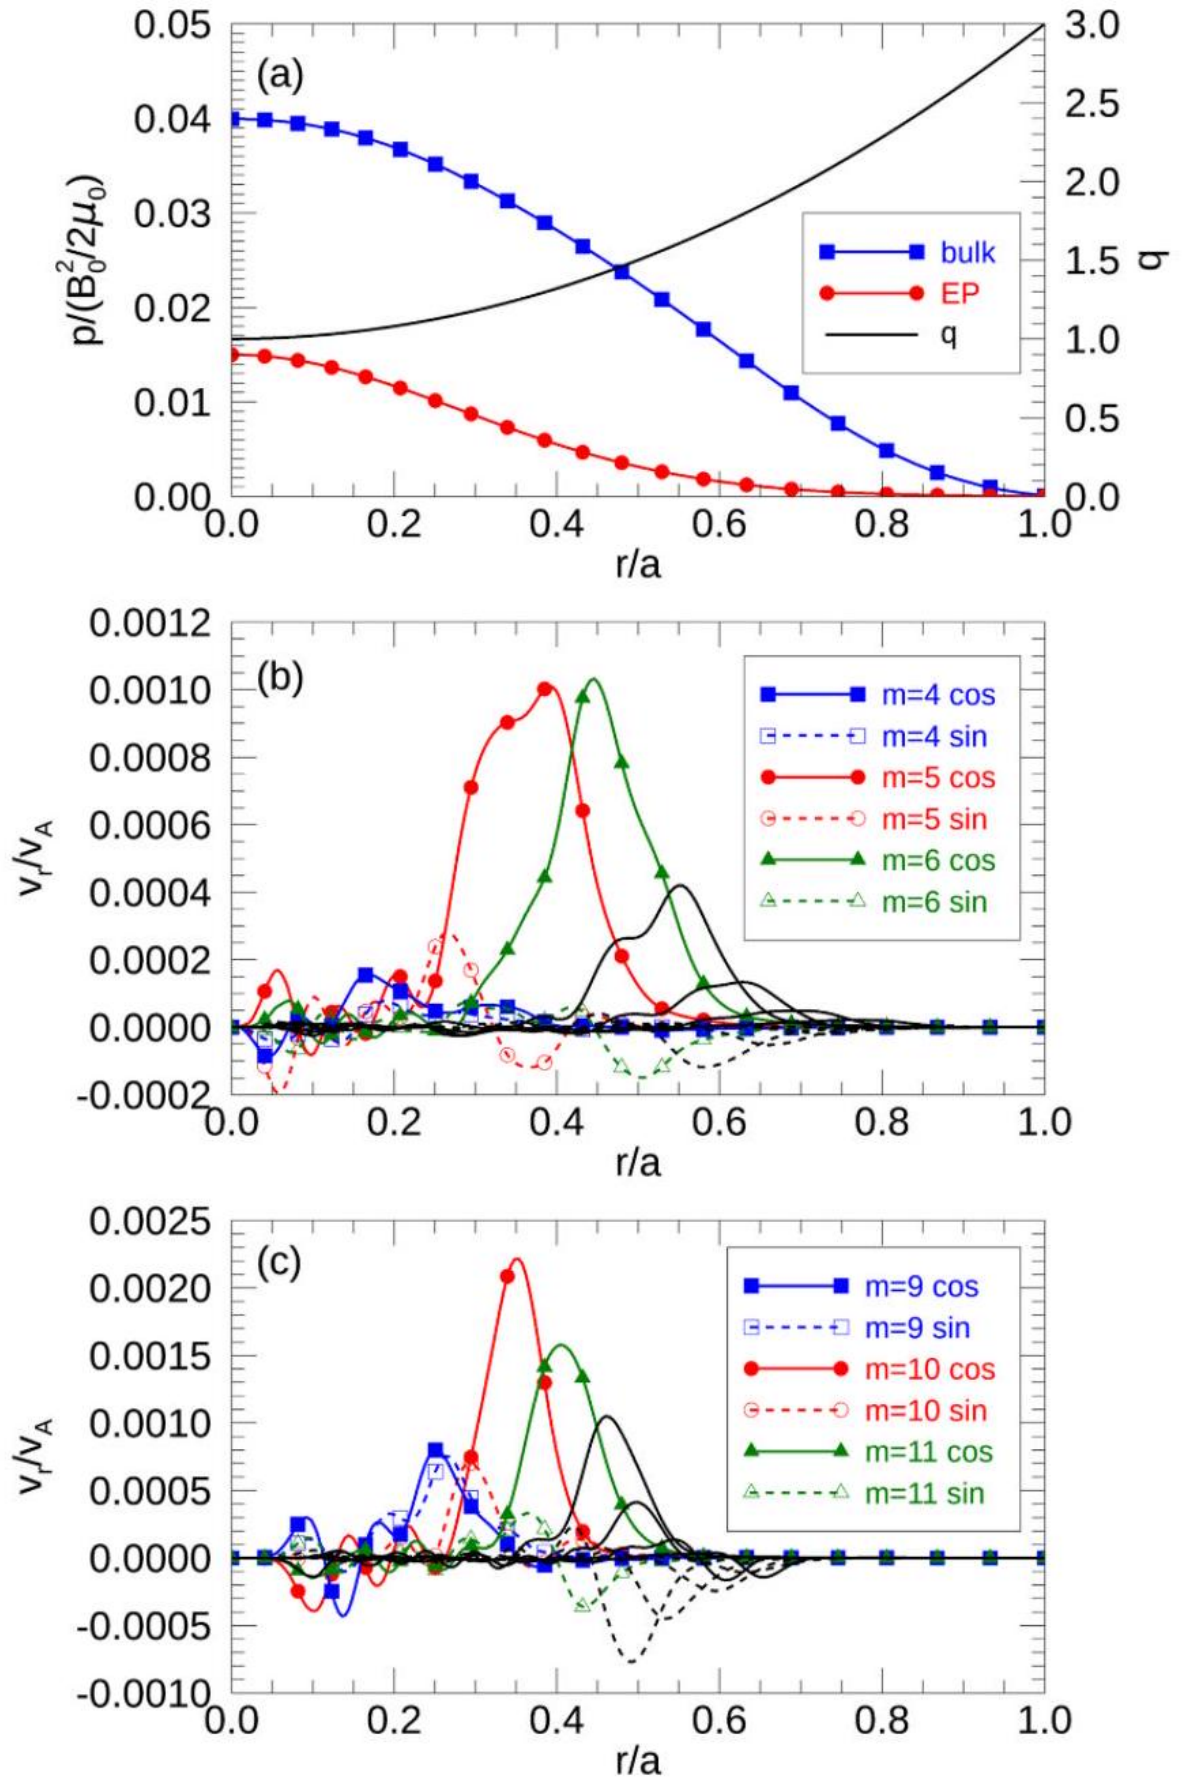 (a)
0.05
0.04
0.03
0.02
0.01
0.00
p/(B₀²/2μ₀)
3.0
2.5
2.0
1.5
1.0
0.5
0.0
q
bulk
EP
q
0.0 0.2 0.4 0.6 0.8 1.0
r/a
(b)
0.0012
0.0010
0.0008
0.0006
0.0004
0.0002
0.0000
-0.0002
vᵣ/v_A
m=4 cos
m=4 sin
m=5 cos
m=5 sin
m=6 cos
m=6 sin
0.0 0.2 0.4 0.6 0.8 1.0
r/a
(c)
0.0025
0.0020
0.0015
0.0010
0.0005
0.0000
-0.0005
-0.0010
vᵣ/v_A
m=9 cos
m=9 sin
m=10 cos
m=10 sin
m=11 cos
m=11 sin
0.0 0.2 0.4 0.6 0.8 1.0
r/a